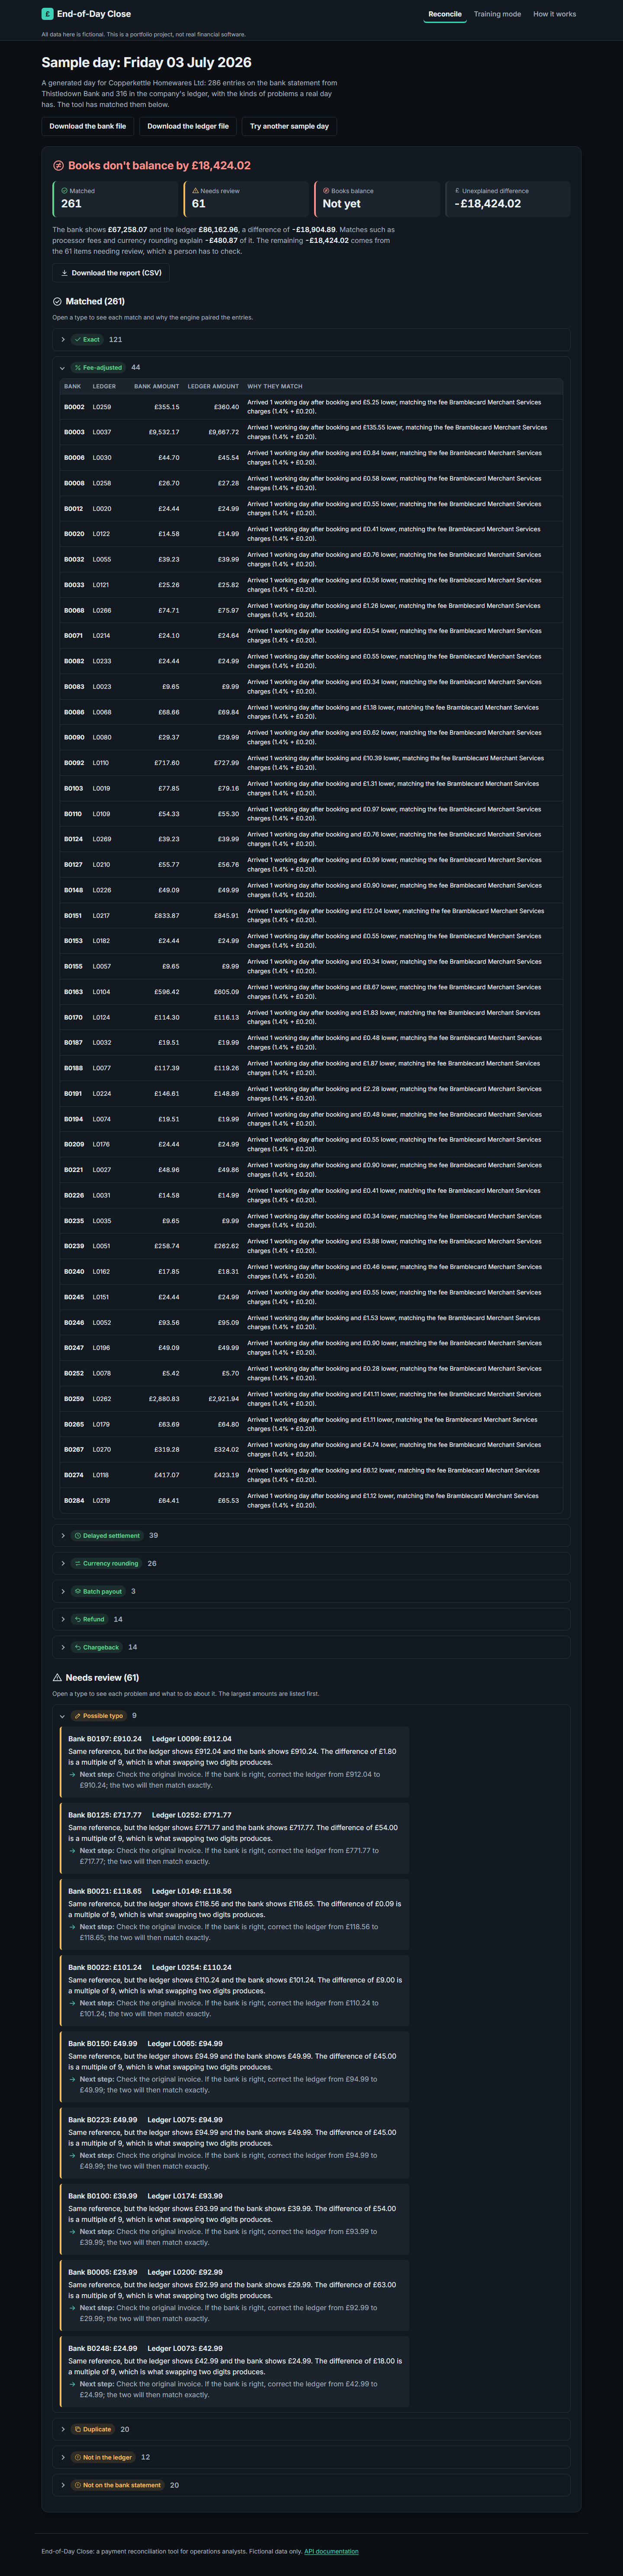 £ End-of-Day Close
Reconcile Training mode How it works
All data here is fictional. This is a portfolio project, not real financial software.
Sample day: Friday 03 July 2026
A generated day for Copperkettle Homewares Ltd: 286 entries on the bank statement from
Thistledown Bank and 316 in the company's ledger, with the kinds of problems a real day
has. The tool has matched them below.
Download the bank file Download the ledger file Try another sample day
Books don't balance by £18,424.02
Matched
261
Needs review
61
Books balance
Not yet
£ Unexplained difference
-£18,424.02
The bank shows £67,258.07 and the ledger £86,162.96, a difference of -£18,904.89. Matches such as
processor fees and currency rounding explain -£480.87 of it. The remaining -£18,424.02 comes from
the 61 items needing review, which a person has to check.
Download the report (CSV)
Matched (261)
Open a type to see each match and why the engine paired the entries.
Exact 121
Fee-adjusted 44
BANK LEDGER BANK AMOUNT LEDGER AMOUNT WHY THEY MATCH
B0002 L0259 £355.15 £360.40 Arrived 1 working day after booking and £5.25 lower, matching the fee Bramblecard Merchant Services
charges (1.4% + £0.20).
B0003 L0037 £9,532.17 £9,667.72 Arrived 1 working day after booking and £135.55 lower, matching the fee Bramblecard Merchant Services
charges (1.4% + £0.20).
B0006 L0030 £44.70 £45.54 Arrived 1 working day after booking and £0.84 lower, matching the fee Bramblecard Merchant Services
charges (1.4% + £0.20).
B0008 L0258 £26.70 £27.28 Arrived 1 working day after booking and £0.58 lower, matching the fee Bramblecard Merchant Services
charges (1.4% + £0.20).
B0012 L0020 £24.44 £24.99 Arrived 1 working day after booking and £0.55 lower, matching the fee Bramblecard Merchant Services
charges (1.4% + £0.20).
B0020 L0122 £14.58 £14.99 Arrived 1 working day after booking and £0.41 lower, matching the fee Bramblecard Merchant Services
charges (1.4% + £0.20).
B0032 L0055 £39.23 £39.99 Arrived 1 working day after booking and £0.76 lower, matching the fee Bramblecard Merchant Services
charges (1.4% + £0.20).
B0033 L0121 £25.26 £25.82 Arrived 1 working day after booking and £0.56 lower, matching the fee Bramblecard Merchant Services
charges (1.4% + £0.20).
B0068 L0266 £74.71 £75.97 Arrived 1 working day after booking and £1.26 lower, matching the fee Bramblecard Merchant Services
charges (1.4% + £0.20).
B0071 L0214 £24.10 £24.64 Arrived 1 working day after booking and £0.54 lower, matching the fee Bramblecard Merchant Services
charges (1.4% + £0.20).
B0082 L0233 £24.44 £24.99 Arrived 1 working day after booking and £0.55 lower, matching the fee Bramblecard Merchant Services
charges (1.4% + £0.20).
B0083 L0023 £9.65 £9.99 Arrived 1 working day after booking and £0.34 lower, matching the fee Bramblecard Merchant Services
charges (1.4% + £0.20).
B0086 L0068 £68.66 £69.84 Arrived 1 working day after booking and £1.18 lower, matching the fee Bramblecard Merchant Services
charges (1.4% + £0.20).
B0090 L0080 £29.37 £29.99 Arrived 1 working day after booking and £0.62 lower, matching the fee Bramblecard Merchant Services
charges (1.4% + £0.20).
B0092 L0110 £717.60 £727.99 Arrived 1 working day after booking and £10.39 lower, matching the fee Bramblecard Merchant Services
charges (1.4% + £0.20).
B0103 L0019 £77.85 £79.16 Arrived 1 working day after booking and £1.31 lower, matching the fee Bramblecard Merchant Services
charges (1.4% + £0.20).
B0110 L0109 £54.33 £55.30 Arrived 1 working day after booking and £0.97 lower, matching the fee Bramblecard Merchant Services
charges (1.4% + £0.20).
B0124 L0269 £39.23 £39.99 Arrived 1 working day after booking and £0.76 lower, matching the fee Bramblecard Merchant Services
charges (1.4% + £0.20).
B0127 L0210 £55.77 £56.76 Arrived 1 working day after booking and £0.99 lower, matching the fee Bramblecard Merchant Services
charges (1.4% + £0.20).
B0148 L0226 £49.09 £49.99 Arrived 1 working day after booking and £0.90 lower, matching the fee Bramblecard Merchant Services
charges (1.4% + £0.20).
B0151 L0217 £833.87 £845.91 Arrived 1 working day after booking and £12.04 lower, matching the fee Bramblecard Merchant Services
charges (1.4% + £0.20).
B0153 L0182 £24.44 £24.99 Arrived 1 working day after booking and £0.55 lower, matching the fee Bramblecard Merchant Services
charges (1.4% + £0.20).
B0155 L0057 £9.65 £9.99 Arrived 1 working day after booking and £0.34 lower, matching the fee Bramblecard Merchant Services
charges (1.4% + £0.20).
B0163 L0104 £596.42 £605.09 Arrived 1 working day after booking and £8.67 lower, matching the fee Bramblecard Merchant Services
charges (1.4% + £0.20).
B0170 L0124 £114.30 £116.13 Arrived 1 working day after booking and £1.83 lower, matching the fee Bramblecard Merchant Services
charges (1.4% + £0.20).
B0187 L0032 £19.51 £19.99 Arrived 1 working day after booking and £0.48 lower, matching the fee Bramblecard Merchant Services
charges (1.4% + £0.20).
B0188 L0077 £117.39 £119.26 Arrived 1 working day after booking and £1.87 lower, matching the fee Bramblecard Merchant Services
charges (1.4% + £0.20).
B0191 L0224 £146.61 £148.89 Arrived 1 working day after booking and £2.28 lower, matching the fee Bramblecard Merchant Services
charges (1.4% + £0.20).
B0194 L0074 £19.51 £19.99 Arrived 1 working day after booking and £0.48 lower, matching the fee Bramblecard Merchant Services
charges (1.4% + £0.20).
B0209 L0176 £24.44 £24.99 Arrived 1 working day after booking and £0.55 lower, matching the fee Bramblecard Merchant Services
charges (1.4% + £0.20).
B0221 L0027 £48.96 £49.86 Arrived 1 working day after booking and £0.90 lower, matching the fee Bramblecard Merchant Services
charges (1.4% + £0.20).
B0226 L0031 £14.58 £14.99 Arrived 1 working day after booking and £0.41 lower, matching the fee Bramblecard Merchant Services
charges (1.4% + £0.20).
B0235 L0035 £9.65 £9.99 Arrived 1 working day after booking and £0.34 lower, matching the fee Bramblecard Merchant Services
charges (1.4% + £0.20).
B0239 L0051 £258.74 £262.62 Arrived 1 working day after booking and £3.88 lower, matching the fee Bramblecard Merchant Services
charges (1.4% + £0.20).
B0240 L0162 £17.85 £18.31 Arrived 1 working day after booking and £0.46 lower, matching the fee Bramblecard Merchant Services
charges (1.4% + £0.20).
B0245 L0151 £24.44 £24.99 Arrived 1 working day after booking and £0.55 lower, matching the fee Bramblecard Merchant Services
charges (1.4% + £0.20).
B0246 L0052 £93.56 £95.09 Arrived 1 working day after booking and £1.53 lower, matching the fee Bramblecard Merchant Services
charges (1.4% + £0.20).
B0247 L0196 £49.09 £49.99 Arrived 1 working day after booking and £0.90 lower, matching the fee Bramblecard Merchant Services
charges (1.4% + £0.20).
B0252 L0078 £5.42 £5.70 Arrived 1 working day after booking and £0.28 lower, matching the fee Bramblecard Merchant Services
charges (1.4% + £0.20).
B0259 L0262 £2,880.83 £2,921.94 Arrived 1 working day after booking and £41.11 lower, matching the fee Bramblecard Merchant Services
charges (1.4% + £0.20).
B0265 L0179 £63.69 £64.80 Arrived 1 working day after booking and £1.11 lower, matching the fee Bramblecard Merchant Services
charges (1.4% + £0.20).
B0267 L0270 £319.28 £324.02 Arrived 1 working day after booking and £4.74 lower, matching the fee Bramblecard Merchant Services
charges (1.4% + £0.20).
B0274 L0118 £417.07 £423.19 Arrived 1 working day after booking and £6.12 lower, matching the fee Bramblecard Merchant Services
charges (1.4% + £0.20).
B0284 L0219 £64.41 £65.53 Arrived 1 working day after booking and £1.12 lower, matching the fee Bramblecard Merchant Services
charges (1.4% + £0.20).
Delayed settlement 39
Currency rounding 26
Batch payout 3
Refund 14
Chargeback 14
Needs review (61)
Open a type to see each problem and what to do about it. The largest amounts are listed first.
Possible typo 9
Bank B0197: £910.24 Ledger L0099: £912.04
Same reference, but the ledger shows £912.04 and the bank shows £910.24. The difference of £1.80
is a multiple of 9, which is what swapping two digits produces.
→ Next step: Check the original invoice. If the bank is right, correct the ledger from £912.04 to
£910.24; the two will then match exactly.
Bank B0125: £717.77 Ledger L0252: £771.77
Same reference, but the ledger shows £771.77 and the bank shows £717.77. The difference of £54.00
is a multiple of 9, which is what swapping two digits produces.
→ Next step: Check the original invoice. If the bank is right, correct the ledger from £771.77 to
£717.77; the two will then match exactly.
Bank B0021: £118.65 Ledger L0149: £118.56
Same reference, but the ledger shows £118.56 and the bank shows £118.65. The difference of £0.09 is
a multiple of 9, which is what swapping two digits produces.
→ Next step: Check the original invoice. If the bank is right, correct the ledger from £118.56 to
£118.65; the two will then match exactly.
Bank B0022: £101.24 Ledger L0254: £110.24
Same reference, but the ledger shows £110.24 and the bank shows £101.24. The difference of £9.00 is
a multiple of 9, which is what swapping two digits produces.
→ Next step: Check the original invoice. If the bank is right, correct the ledger from £110.24 to
£101.24; the two will then match exactly.
Bank B0150: £49.99 Ledger L0065: £94.99
Same reference, but the ledger shows £94.99 and the bank shows £49.99. The difference of £45.00
is a multiple of 9, which is what swapping two digits produces.
→ Next step: Check the original invoice. If the bank is right, correct the ledger from £94.99 to
£49.99; the two will then match exactly.
Bank B0223: £49.99 Ledger L0075: £94.99
Same reference, but the ledger shows £94.99 and the bank shows £49.99. The difference of £45.00
is a multiple of 9, which is what swapping two digits produces.
→ Next step: Check the original invoice. If the bank is right, correct the ledger from £94.99 to
£49.99; the two will then match exactly.
Bank B0100: £39.99 Ledger L0174: £93.99
Same reference, but the ledger shows £93.99 and the bank shows £39.99. The difference of £54.00
is a multiple of 9, which is what swapping two digits produces.
→ Next step: Check the original invoice. If the bank is right, correct the ledger from £93.99 to
£39.99; the two will then match exactly.
Bank B0005: £29.99 Ledger L0200: £92.99
Same reference, but the ledger shows £92.99 and the bank shows £29.99. The difference of £63.00
is a multiple of 9, which is what swapping two digits produces.
→ Next step: Check the original invoice. If the bank is right, correct the ledger from £92.99 to
£29.99; the two will then match exactly.
Bank B0248: £24.99 Ledger L0073: £42.99
Same reference, but the ledger shows £42.99 and the bank shows £24.99. The difference of £18.00 is
a multiple of 9, which is what swapping two digits produces.
→ Next step: Check the original invoice. If the bank is right, correct the ledger from £42.99 to
£24.99; the two will then match exactly.
Duplicate 20
Not in the ledger 12
Not on the bank statement 20
End-of-Day Close: a payment reconciliation tool for operations analysts. Fictional data only. API documentation